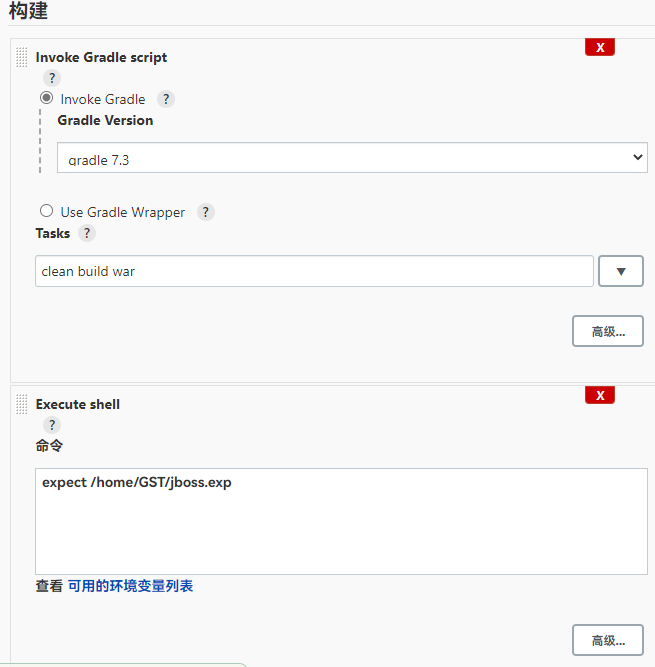 构建
X
Invoke Gradle script
?
Invoke Gradle ?
Gradle Version
gradle 7.3
Use Gradle Wrapper ?
Tasks ?
clean build war ▼
高级...
X
Execute shell
?
命令
expect /home/GST/jboss.exp
查看 可用的环境变量列表
高级...